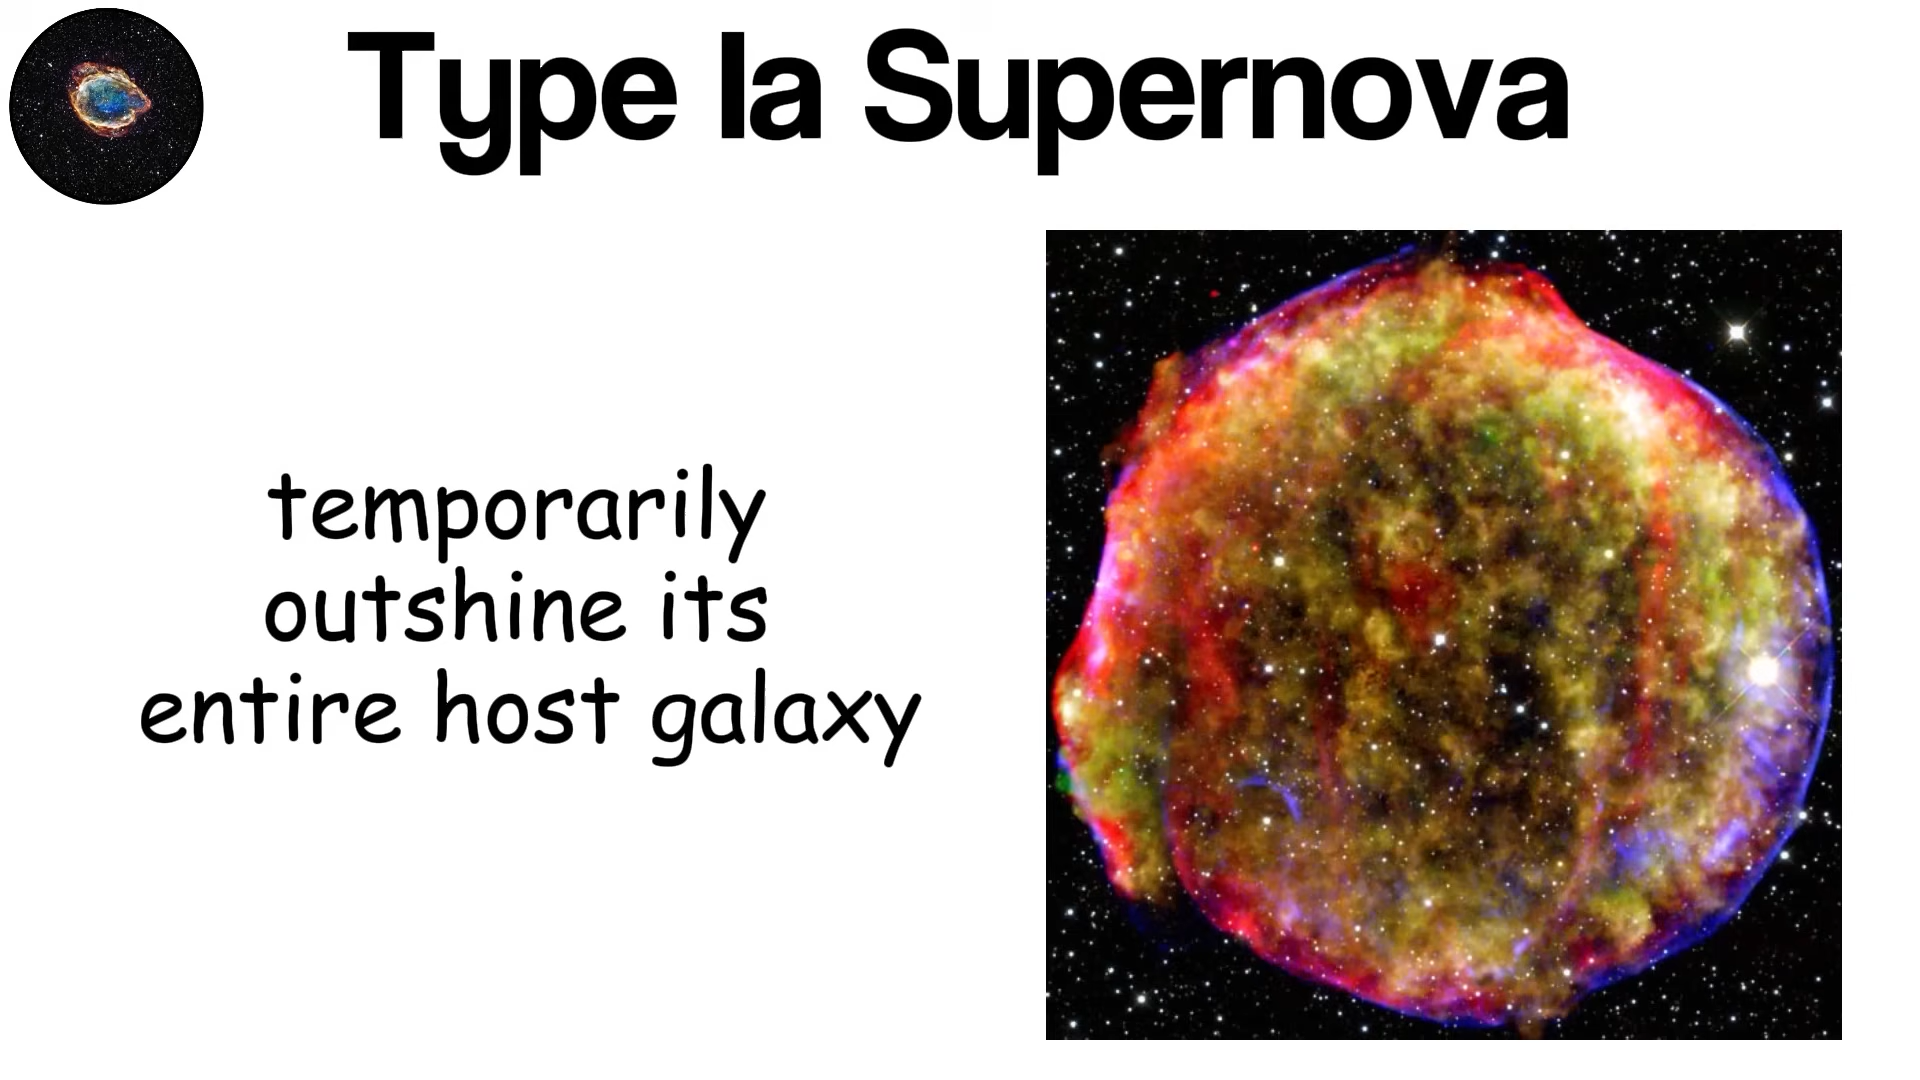 Type Ia Supernova
temporarily
outshine its
entire host galaxy